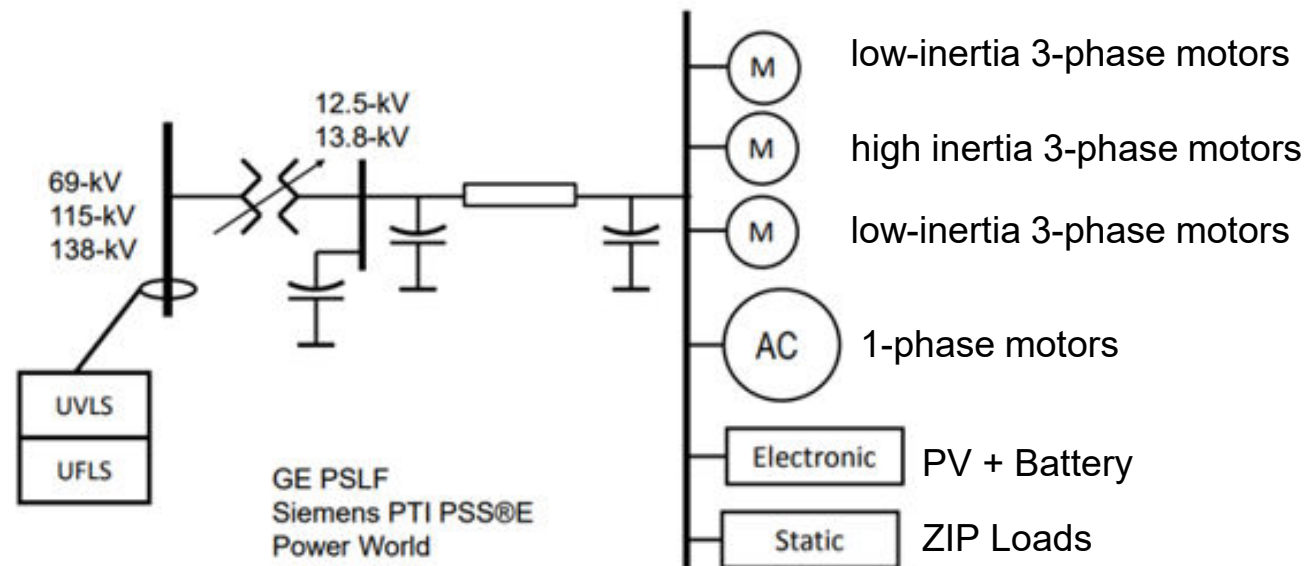 12.5-kV
13.8-kV
69-kV
115-kV
138-kV
UVLS
UFLS
GE PSLF
Siemens PTI PSS®E
Power World
M low-inertia 3-phase motors
M high inertia 3-phase motors
M low-inertia 3-phase motors
AC 1-phase motors
Electronic PV + Battery
Static ZIP Loads